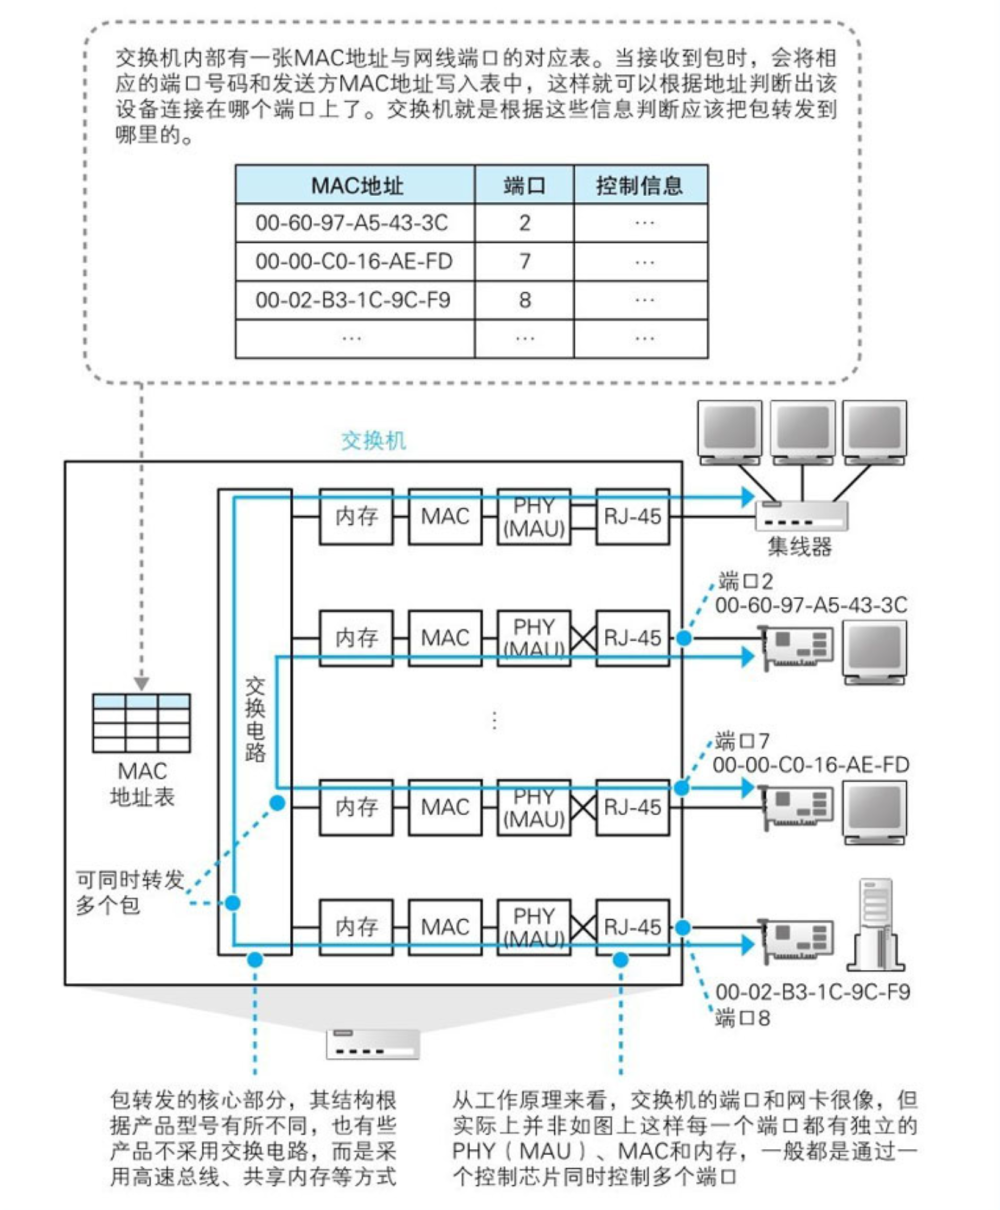 交换机内部有一张MAC地址与网线端口的对应表。当接收到包时，会将相
应的端口号码和发送方MAC地址写入表中，这样就可以根据地址判断出该
设备连接在哪个端口上了。交换机就是根据这些信息判断应该把包转发到
哪里的。
MAC地址 端口 控制信息
00-60-97-A5-43-3C 2 …
00-00-C0-16-AE-FD 7 …
00-02-B3-1C-9C-F9 8 …
… … …
交换机
内存 MAC PHY (MAU) RJ-45
集线器
端口2
00-60-97-A5-43-3C
内存 MAC PHY (MAU) RJ-45
交换电路
⋮
MAC
地址表
端口7
00-00-C0-16-AE-FD
内存 MAC PHY (MAU) RJ-45
可同时转发
多个包
内存 MAC PHY (MAU) RJ-45
00-02-B3-1C-9C-F9
端口8
包转发的核心部分，其结构根
据产品型号有所不同，也有些
产品不采用交换电路，而是采
用高速总线、共享内存等方式
从工作原理来看，交换机的端口和网卡很像，但
实际上并非如图上这样每一个端口都有独立的
PHY（MAU）、MAC和内存，一般都是通过一
个控制芯片同时控制多个端口